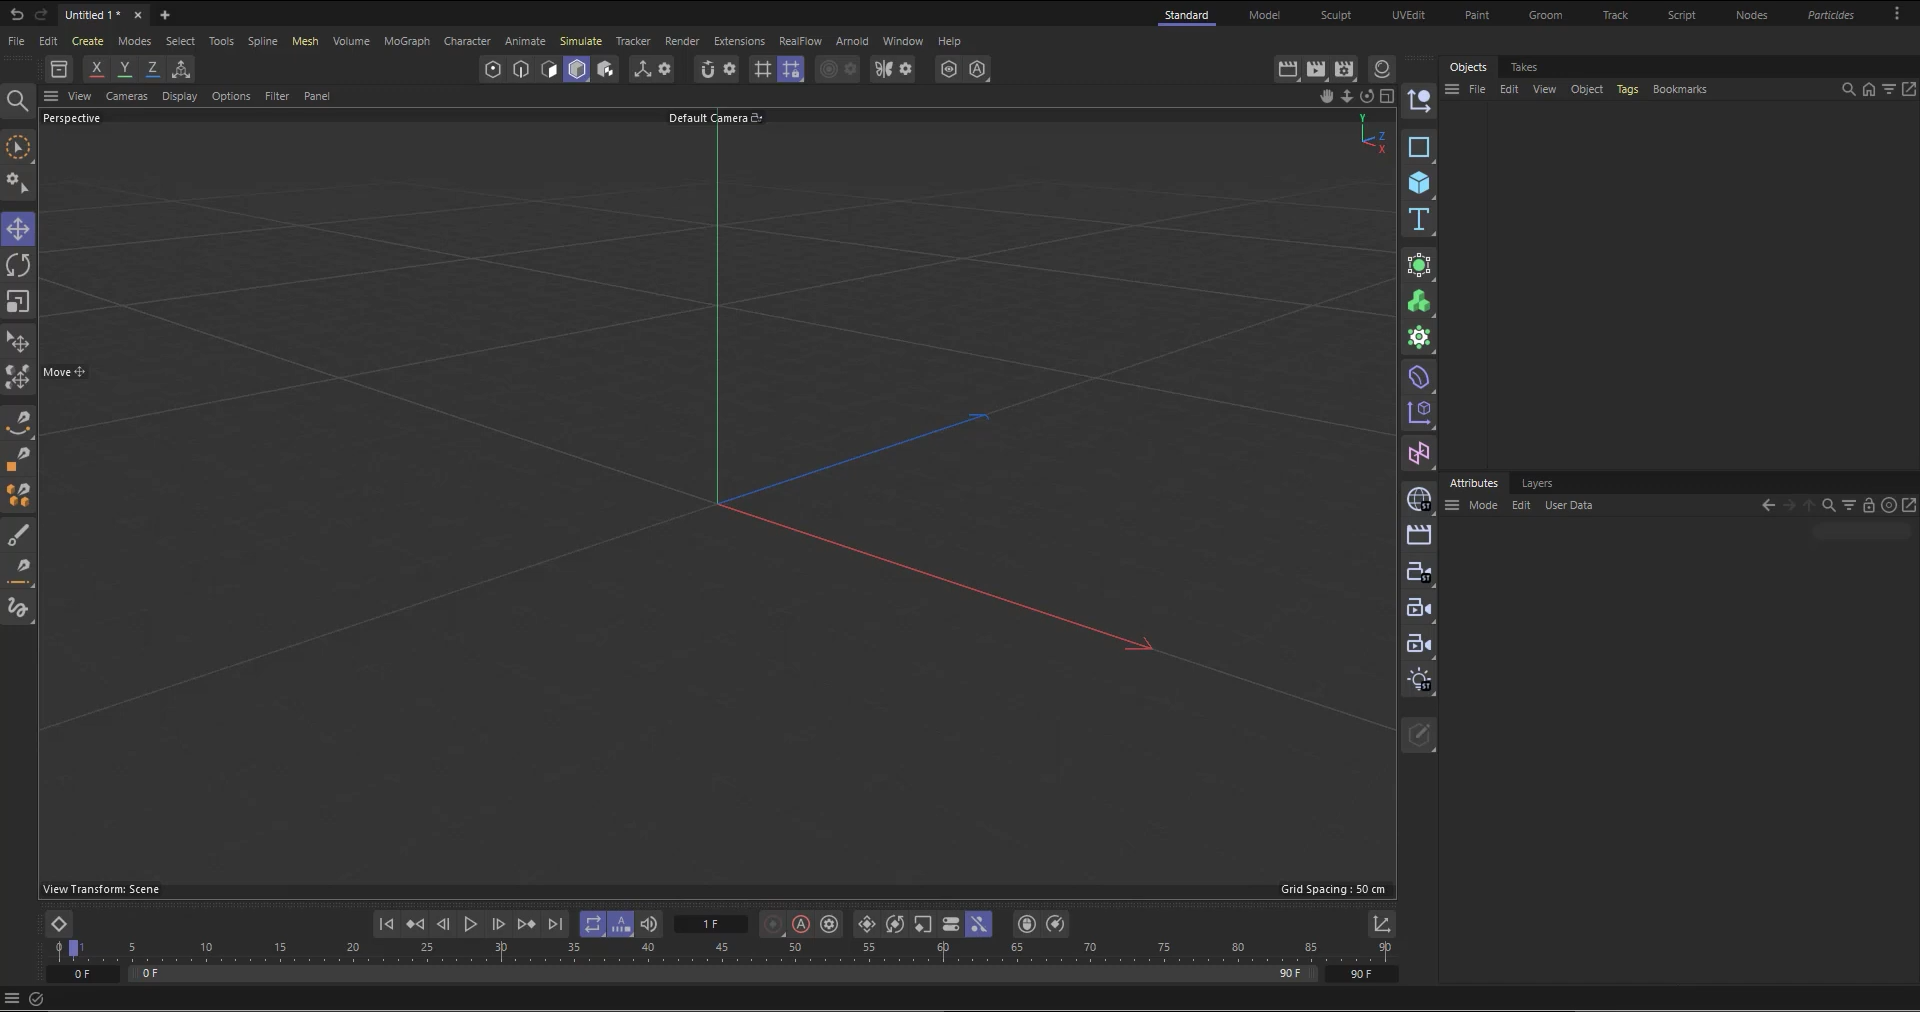 Untitled 1 *
Standard Model Sculpt UVEdit Paint Groom Track Script Nodes Particldes
File Edit Create Modes Select Tools Spline Mesh Volume MoGraph Character Animate Simulate Tracker Render Extensions RealFlow Arnold Window Help
X Y Z
Objects Takes
View Cameras Display Options Filter Panel
File Edit View Object Tags Bookmarks
Perspective
Default Camera
Y
Z
X
Move
Attributes Layers
Mode Edit User Data
View Transform: Scene
Grid Spacing : 50 cm
1 F
0 1 5 10 15 20 25 30 35 40 45 50 55 60 65 70 75 80 85 90
0 F 0 F 90 F 90 F